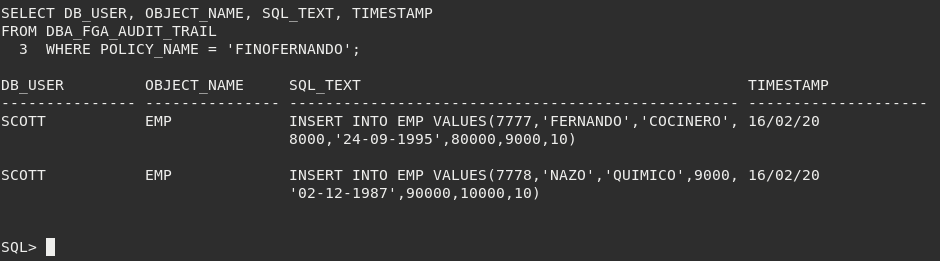 SELECT DB_USER, OBJECT_NAME, SQL_TEXT, TIMESTAMP
FROM DBA_FGA_AUDIT_TRAIL
  3  WHERE POLICY_NAME = 'FINOFERNANDO';
DB_USER         OBJECT_NAME     SQL_TEXT                                           TIMESTAMP
--------------- --------------- -------------------------------------------------- --------------------
SCOTT           EMP             INSERT INTO EMP VALUES(7777,'FERNANDO','COCINERO', 16/02/20
                                8000,'24-09-1995',80000,9000,10)
SCOTT           EMP             INSERT INTO EMP VALUES(7778,'NAZO','QUIMICO',9000, 16/02/20
                                '02-12-1987',90000,10000,10)
SQL>